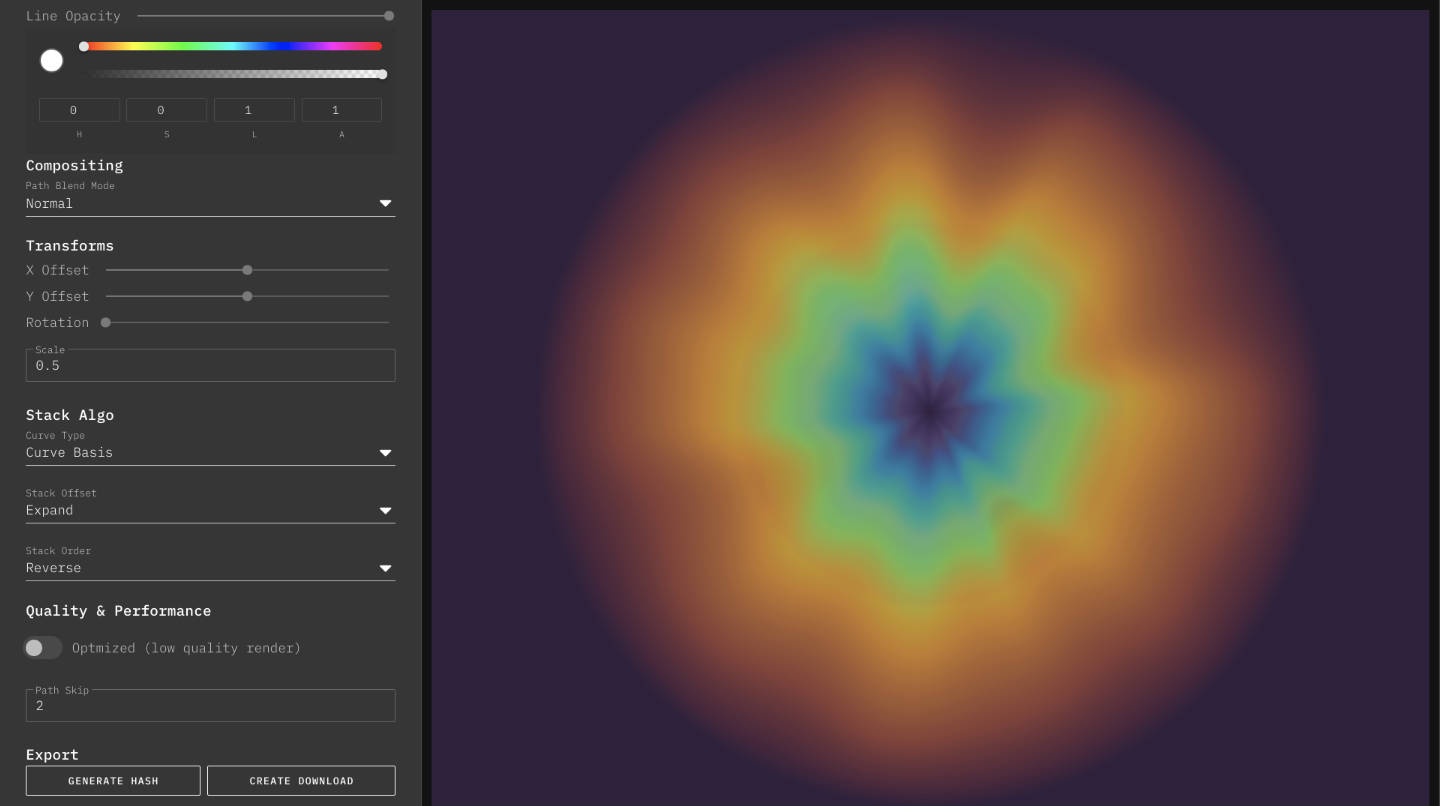 Line Opacity
0 0 1 1
H S L A
Compositing
Path Blend Mode
Normal
Transforms
X Offset
Y Offset
Rotation
Scale
0.5
Stack Algo
Curve Type
Curve Basis
Stack Offset
Expand
Stack Order
Reverse
Quality & Performance
Optmized (low quality render)
Path Skip
2
Export
GENERATE HASH CREATE DOWNLOAD